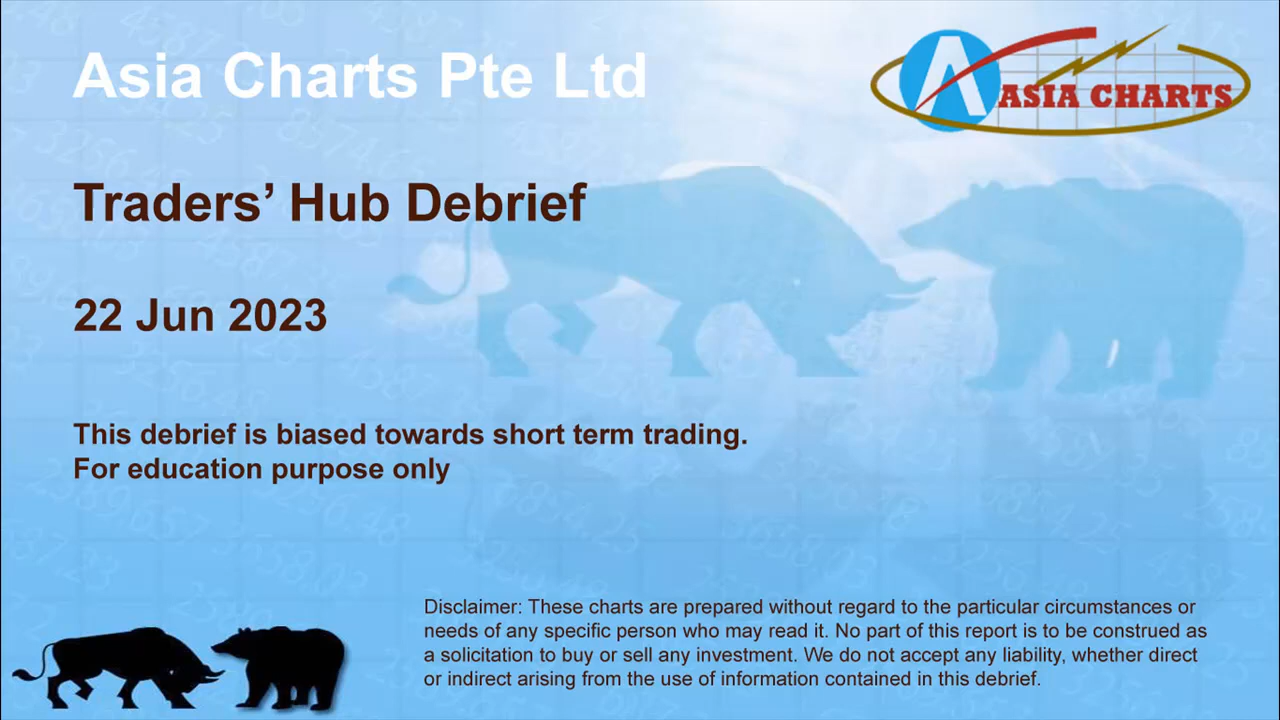 Asia Charts Pte Ltd
A ASIA CHARTS
Traders’ Hub Debrief
22 Jun 2023
This debrief is biased towards short term trading.
For education purpose only
Disclaimer: These charts are prepared without regard to the particular circumstances or
needs of any specific person who may read it. No part of this report is to be construed as
a solicitation to buy or sell any investment. We do not accept any liability, whether direct
or indirect arising from the use of information contained in this debrief.